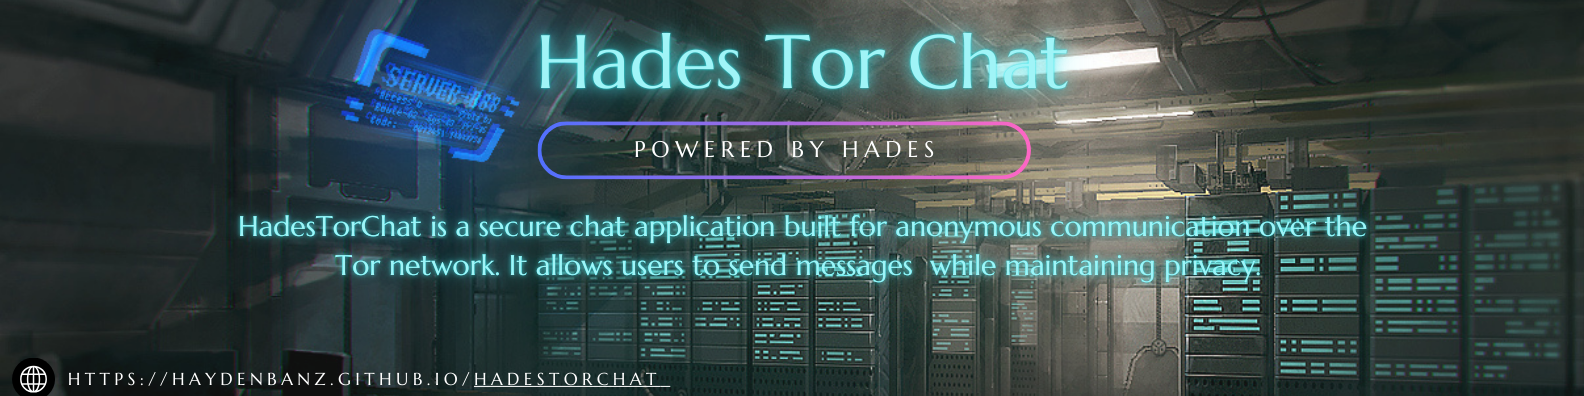 Hades Tor Chat
SERVER
POWERED BY HADES
HadesTorChat is a secure chat application built for anonymous communication over the
Tor network. It allows users to send messages while maintaining privacy.
HTTPS://HAYDENBANZ.GITHUB.IO/HADESTORCHAT